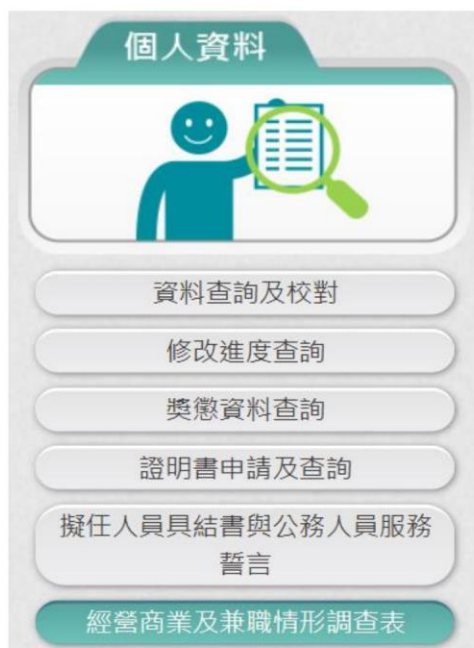 個人資料
資料查詢及校對
修改進度查詢
獎懲資料查詢
證明書申請及查詢
擬任人員具結書與公務人員服務
誓言
經營商業及兼職情形調查表